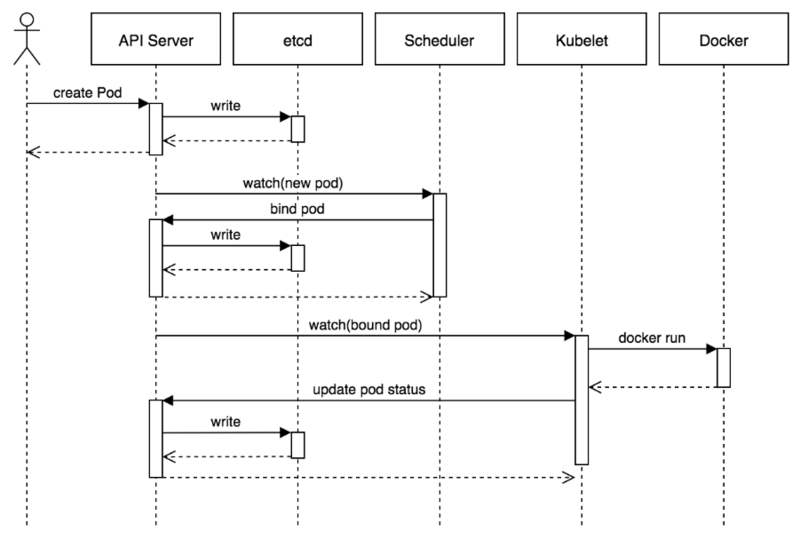 API Server
etcd
Scheduler
Kubelet
Docker
create Pod
write
watch(new pod)
bind pod
write
watch(bound pod)
docker run
update pod status
write